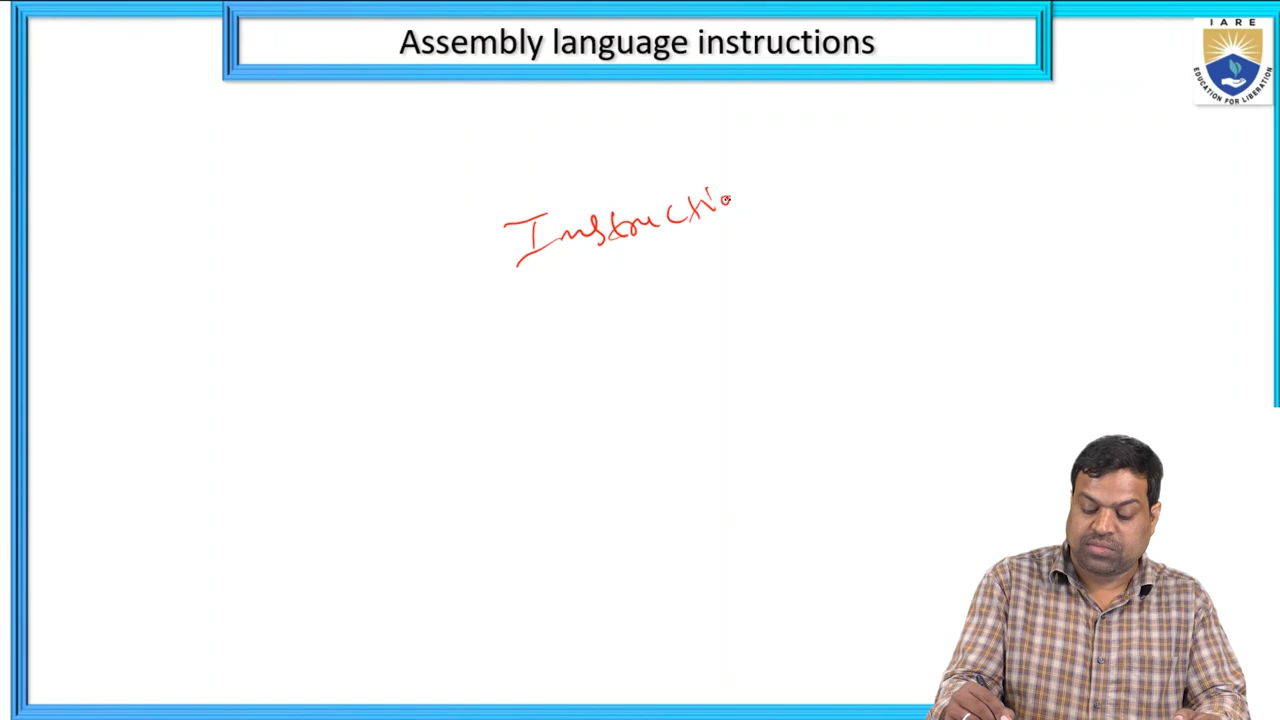 Assembly language instructions
IARE
EDUCATION FOR LIBERATION
Instructio